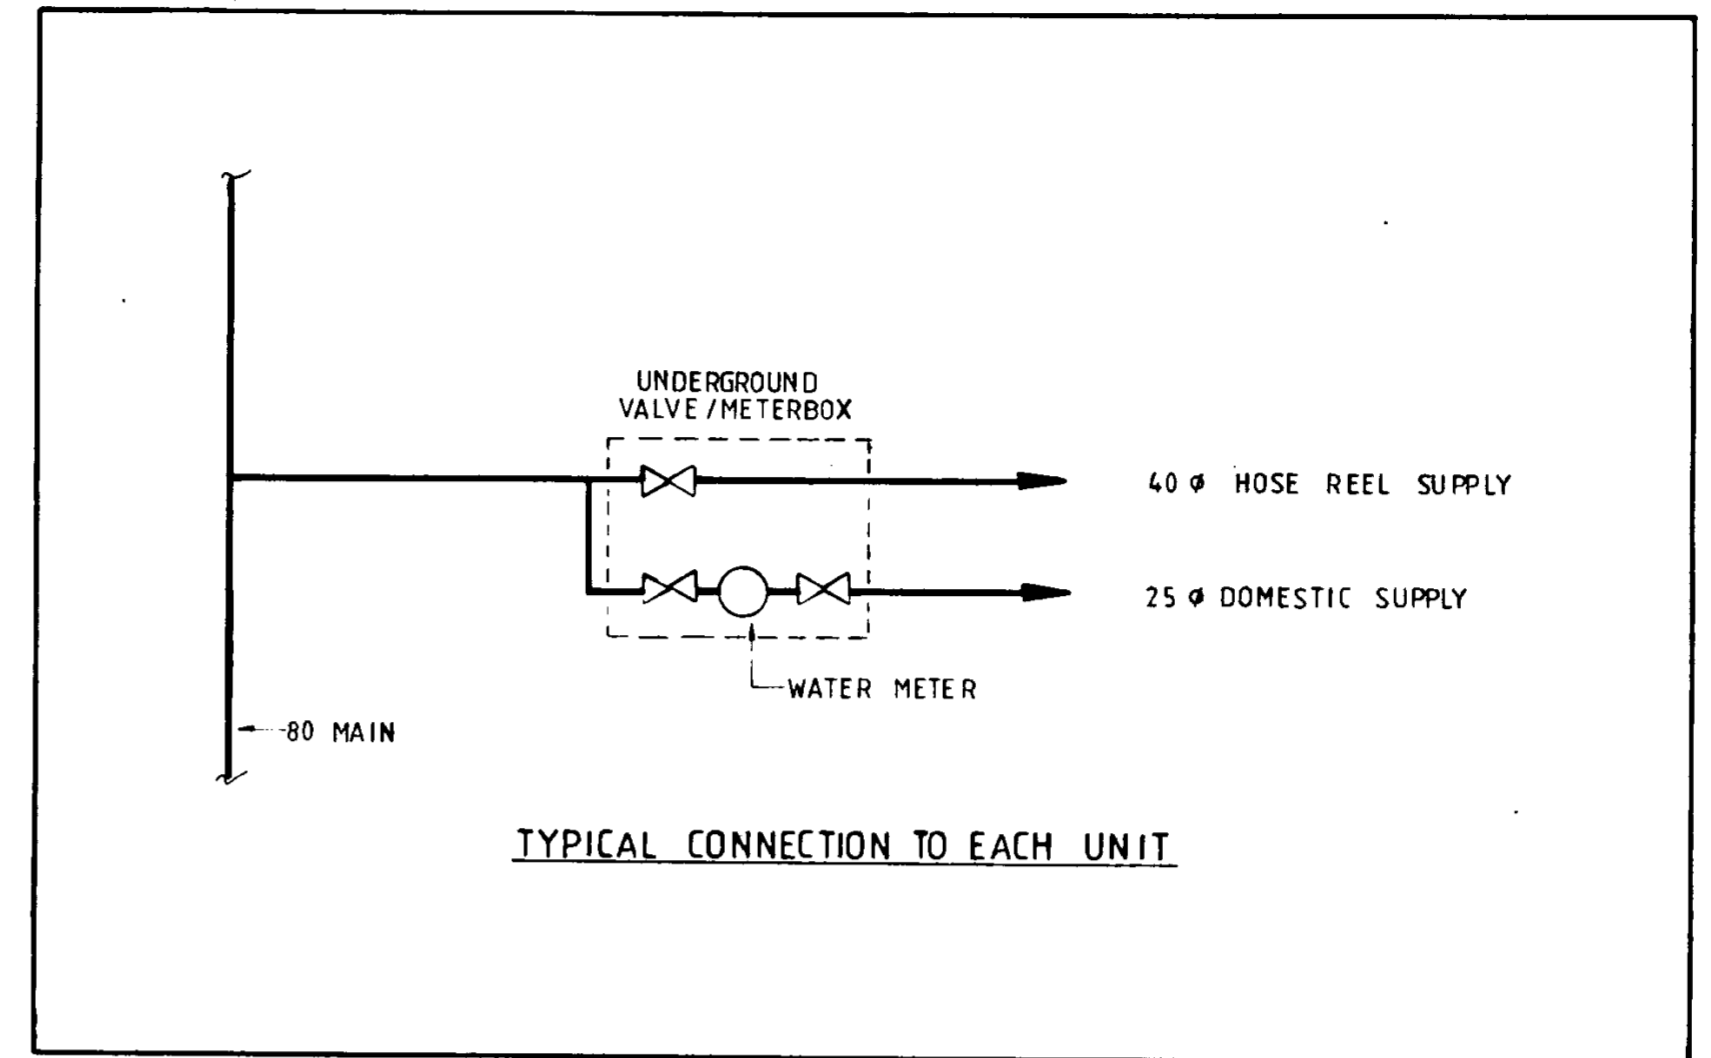 UNDERGROUND
VALVE/METERBOX
40 ⌀ HOSE REEL SUPPLY
25 ⌀ DOMESTIC SUPPLY
WATER METER
80 MAIN
TYPICAL CONNECTION TO EACH UNIT